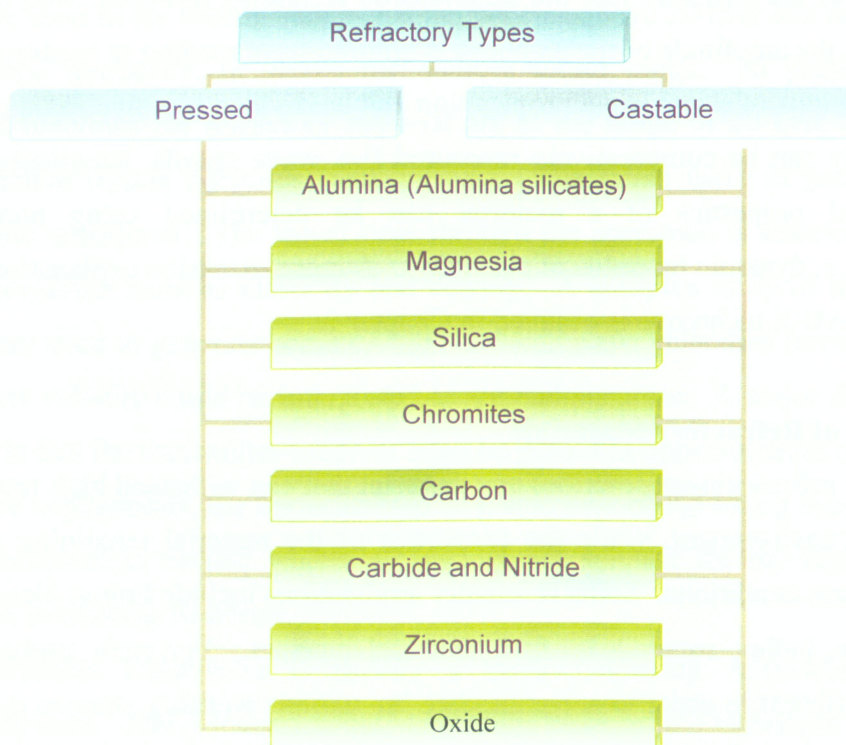 Refractory Types
Pressed
Castable
Alumina (Alumina silicates)
Magnesia
Silica
Chromites
Carbon
Carbide and Nitride
Zirconium
Oxide